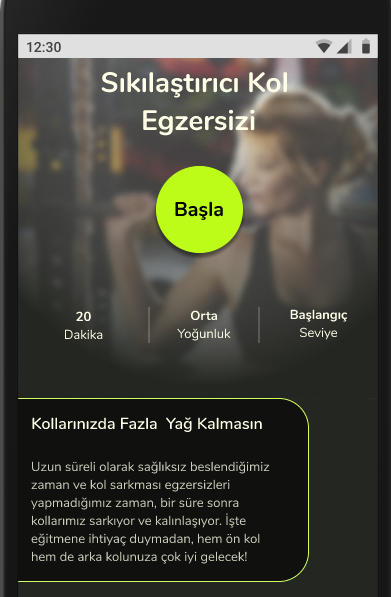 12:30
Sıkılaştırıcı Kol
Egzersizi
Başla
20 Orta Başlangıç
Dakika Yoğunluk Seviye
Kollarınızda Fazla Yağ Kalmasın
Uzun süreli olarak sağlıksız beslendiğimiz
zaman ve kol sarkması egzersizleri
yapmadığımız zaman, bir süre sonra
kollarımız sarkıyor ve kalınlaşıyor. İşte
eğitmene ihtiyaç duymadan, hem ön kol
hem de arka kolunuza çok iyi gelecek!